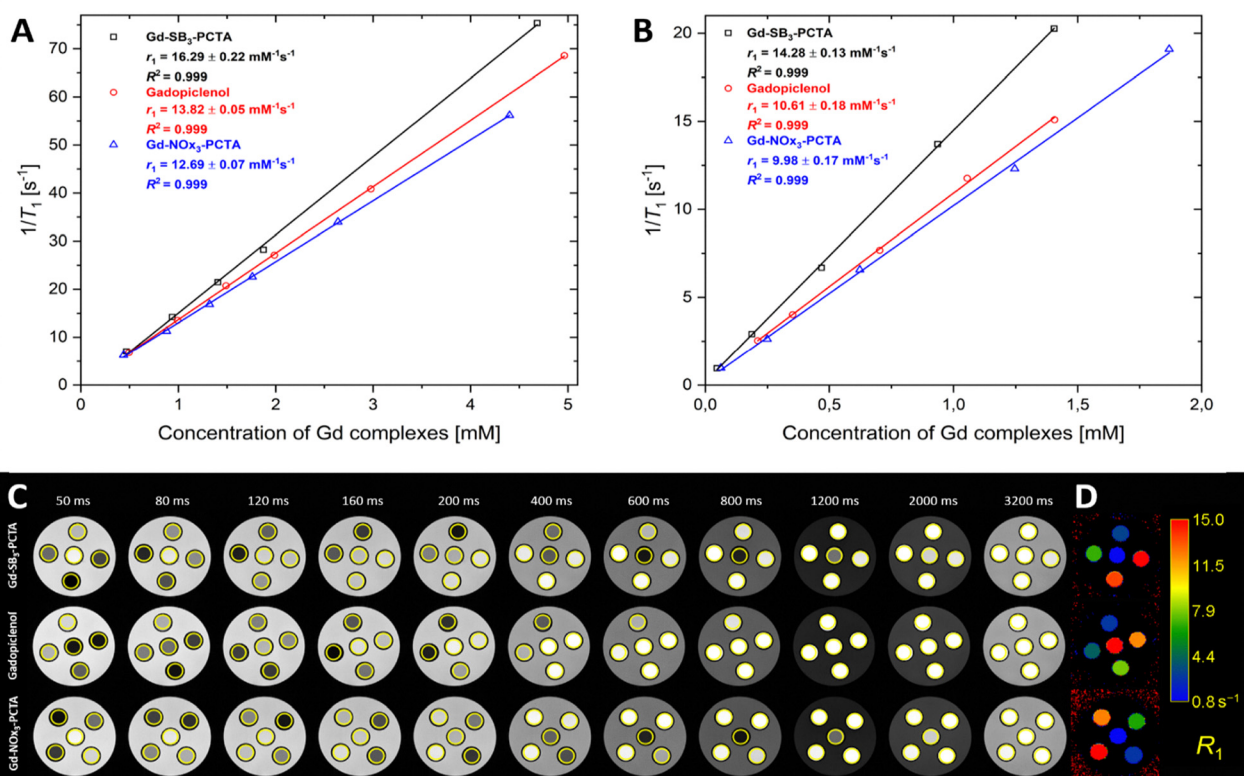 A
Gd-SB₃-PCTA
r₁ = 16.29 ± 0.22 mM⁻¹s⁻¹
R² = 0.999
Gadopiclenol
r₁ = 13.82 ± 0.05 mM⁻¹s⁻¹
R² = 0.999
Gd-NOx₃-PCTA
r₁ = 12.69 ± 0.07 mM⁻¹s⁻¹
R² = 0.999
1/T₁ [s⁻¹]
70
60
50
40
30
20
10
0
0 1 2 3 4 5
Concentration of Gd complexes [mM]
B
Gd-SB₃-PCTA
r₁ = 14.28 ± 0.13 mM⁻¹s⁻¹
R² = 0.999
Gadopiclenol
r₁ = 10.61 ± 0.18 mM⁻¹s⁻¹
R² = 0.999
Gd-NOx₃-PCTA
r₁ = 9.98 ± 0.17 mM⁻¹s⁻¹
R² = 0.999
1/T₁ [s⁻¹]
20
15
10
5
0
0,0 0,5 1,0 1,5 2,0
Concentration of Gd complexes [mM]
C
50 ms 80 ms 120 ms 160 ms 200 ms 400 ms 600 ms 800 ms 1200 ms 2000 ms 3200 ms
Gd-SB₃-PCTA
Gadopiclenol
Gd-NOx₃-PCTA
D
15.0
11.5
7.9
4.4
0.8 s⁻¹
R₁